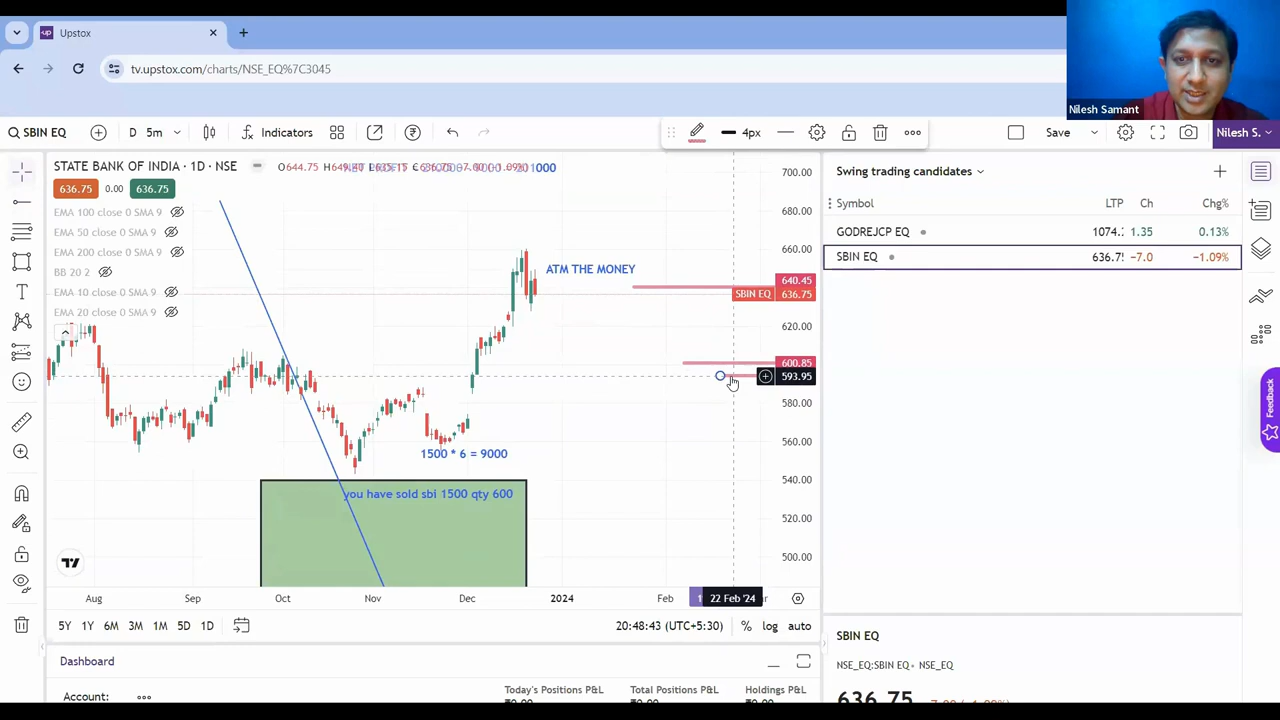 Upstox
tv.upstox.com/charts/NSE_EQ%7C3045
Nilesh Samant
SBIN EQ
D 5m
Indicators
4px
Save
Nilesh S.
STATE BANK OF INDIA · 1D · NSE
O644.75
000
636.75 0.00 636.75
EMA 100 close 0 SMA 9
EMA 50 close 0 SMA 9
EMA 200 close 0 SMA 9
BB 20 2
EMA 10 close 0 SMA 9
EMA 20 close 0 SMA 9
ATM THE MONEY
1500 * 6 = 9000
you have sold sbi 1500 qty 600
700.00
680.00
660.00
640.45
SBIN EQ 636.75
620.00
600.85
593.95
580.00
560.00
540.00
520.00
500.00
Aug Sep Oct Nov Dec 2024 Feb 22 Feb '24
5Y 1Y 6M 3M 1M 5D 1D
20:48:43 (UTC+5:30) % log auto
Dashboard
Account:
Today's Positions P&L Total Positions P&L Holdings P&L
Swing trading candidates
Symbol LTP Ch Chg%
GODREJCP EQ 1074. 1.35 0.13%
SBIN EQ 636.7 −7.0 −1.09%
SBIN EQ
NSE_EQ:SBIN EQ • NSE_EQ
636.75
Feedback